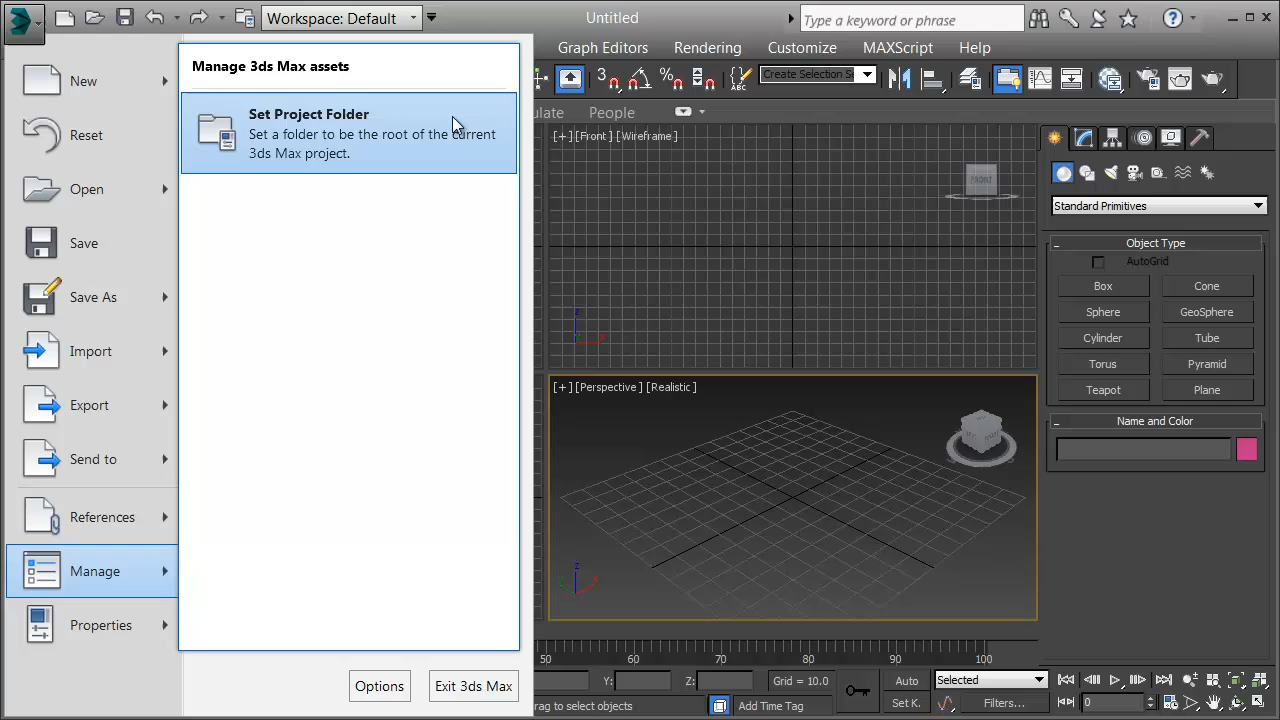 Workspace: Default
Untitled
Type a keyword or phrase
Graph Editors
Rendering
Customize
MAXScript
Help
3
%
ABC
Create Selection Se
ulate
People
Manage 3ds Max assets
Set Project Folder
Set a folder to be the root of the current
3ds Max project.
New
Reset
Open
Save
Save As
Import
Export
Send to
References
Manage
Properties
Options
Exit 3ds Max
[+][Front][Wireframe]
FRONT
z
x
[+][Perspective][Realistic]
z
x
Standard Primitives
Object Type
AutoGrid
Box
Cone
Sphere
GeoSphere
Cylinder
Tube
Torus
Pyramid
Teapot
Plane
Name and Color
50
60
70
80
90
100
Y:
Z:
Grid = 10.0
Auto
Selected
drag to select objects
Add Time Tag
Set K.
Filters...
0